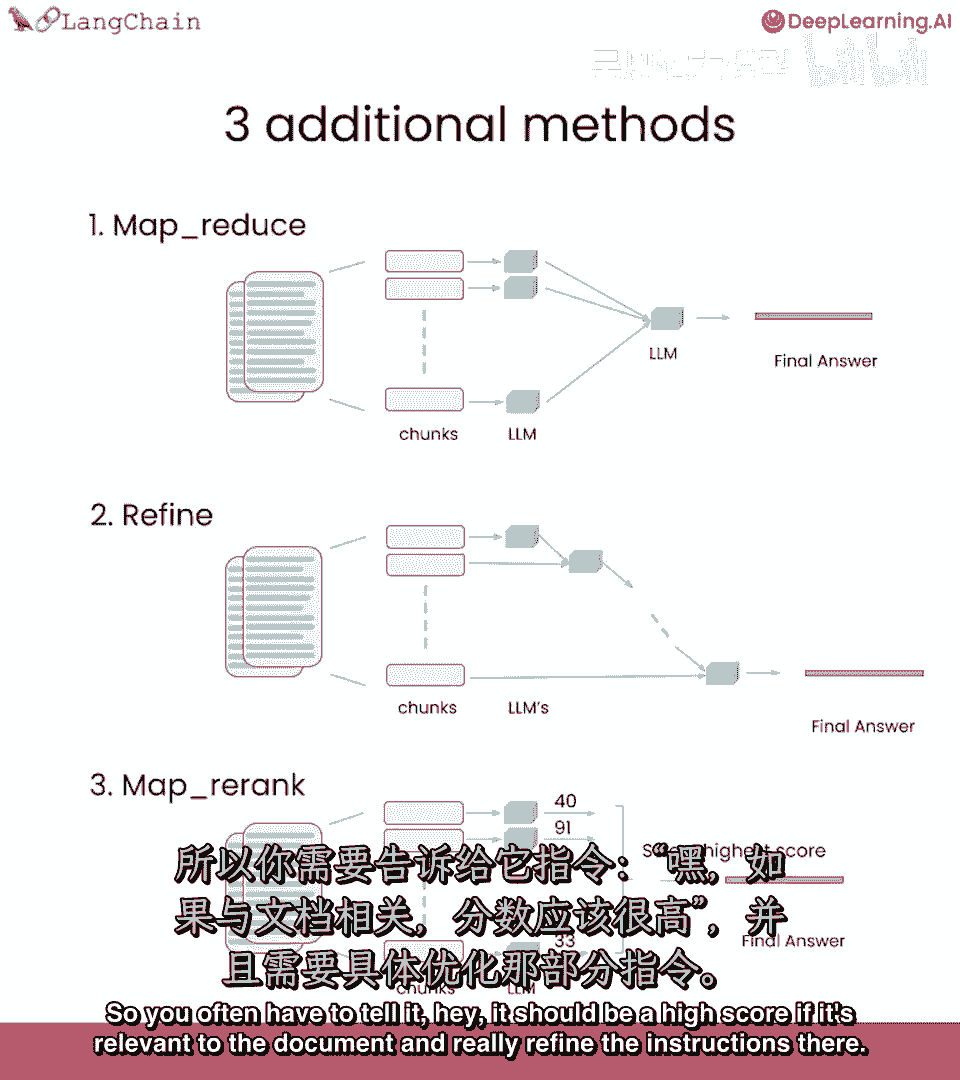 LangChain
DeepLearning.AI
3 additional methods
1. Map_reduce
LLM
Final Answer
chunks
LLM
2. Refine
chunks
LLM's
Final Answer
3. Map_rerank
40
91
highest score
33
Final Answer
chunks
LLM
所以你需要告诉给它指令：“嘿，如
果与文档相关，分数应该很高”，并
且需要具体优化那部分指令。
So you often have to tell it, hey, it should be a high score if it's
relevant to the document and really refine the instructions there.